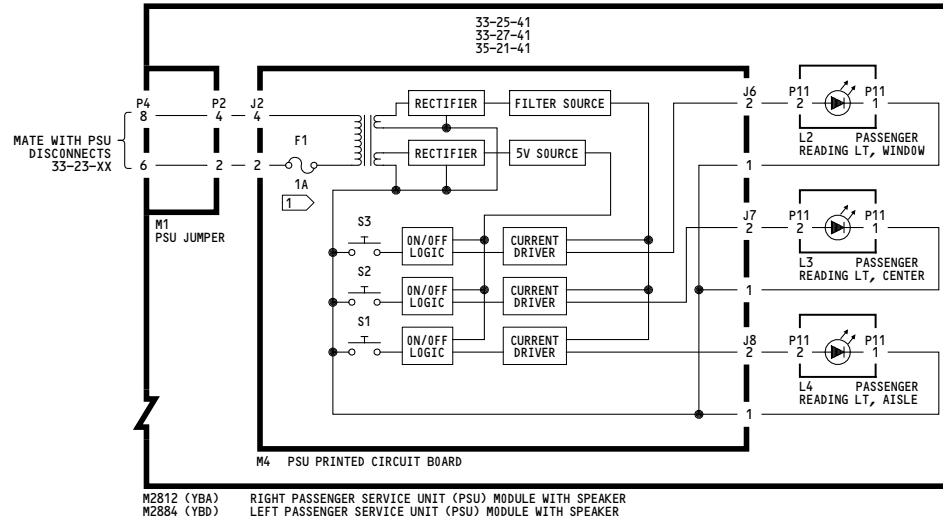 33-25-41
33-27-41
35-21-41
P4
8
P2
4
J2
4
MATE WITH PSU
DISCONNECTS
33-23-XX
6
2
2
F1
1A
1
M1
PSU JUMPER
RECTIFIER
FILTER SOURCE
RECTIFIER
5V SOURCE
S3
ON/OFF
LOGIC
CURRENT
DRIVER
S2
ON/OFF
LOGIC
CURRENT
DRIVER
S1
ON/OFF
LOGIC
CURRENT
DRIVER
J6
2
P11
2
P11
1
L2 PASSENGER
READING LT, WINDOW
1
J7
2
P11
2
P11
1
L3 PASSENGER
READING LT, CENTER
1
J8
2
P11
2
P11
1
L4 PASSENGER
READING LT, AISLE
1
M4 PSU PRINTED CIRCUIT BOARD
M2812 (YBA) RIGHT PASSENGER SERVICE UNIT (PSU) MODULE WITH SPEAKER
M2884 (YBD) LEFT PASSENGER SERVICE UNIT (PSU) MODULE WITH SPEAKER